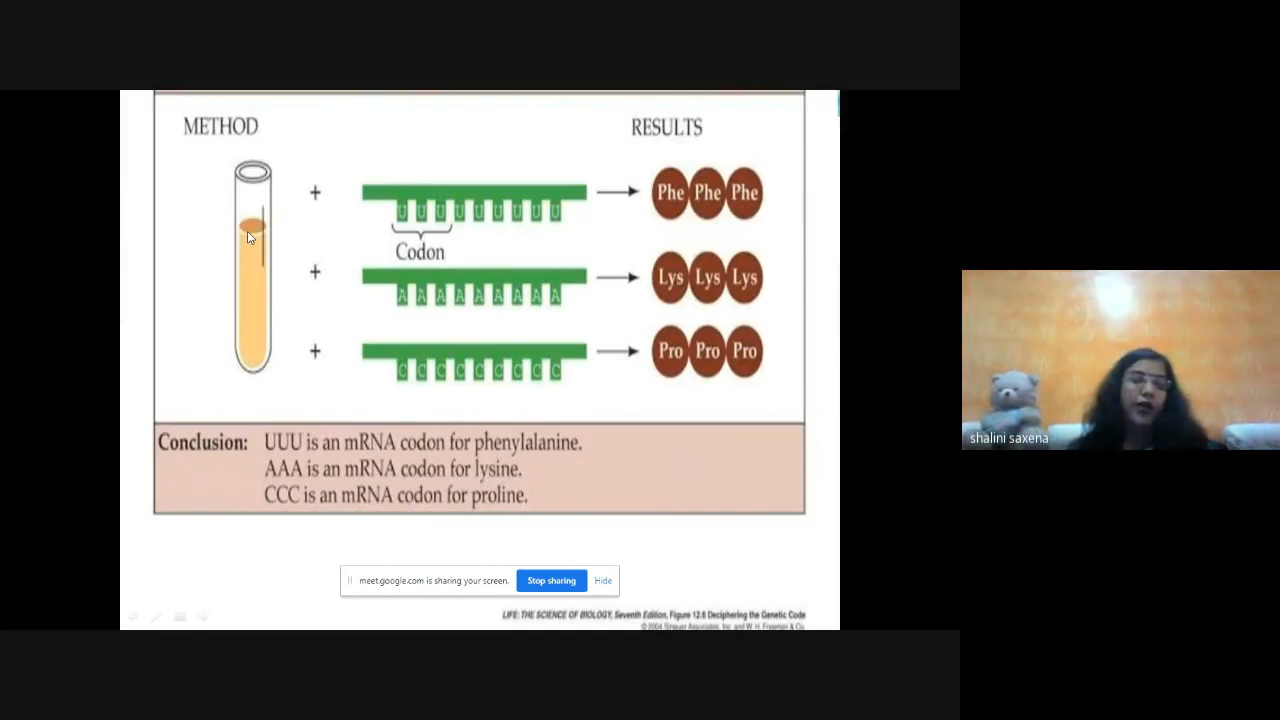 METHOD
RESULTS
+
U U U U U U U U U
Phe Phe Phe
Codon
+
A A A A A A A A A
Lys Lys Lys
+
C C C C C C C C C
Pro Pro Pro
Conclusion: UUU is an mRNA codon for phenylalanine.
AAA is an mRNA codon for lysine.
CCC is an mRNA codon for proline.
shalini saxena
meet.google.com is sharing your screen. Stop sharing Hide
LIFE: THE SCIENCE OF BIOLOGY, Seventh Edition, Figure 12.6 Deciphering the Genetic Code
© 2004 Sinauer Associates, Inc. and W. H. Freeman & Co.